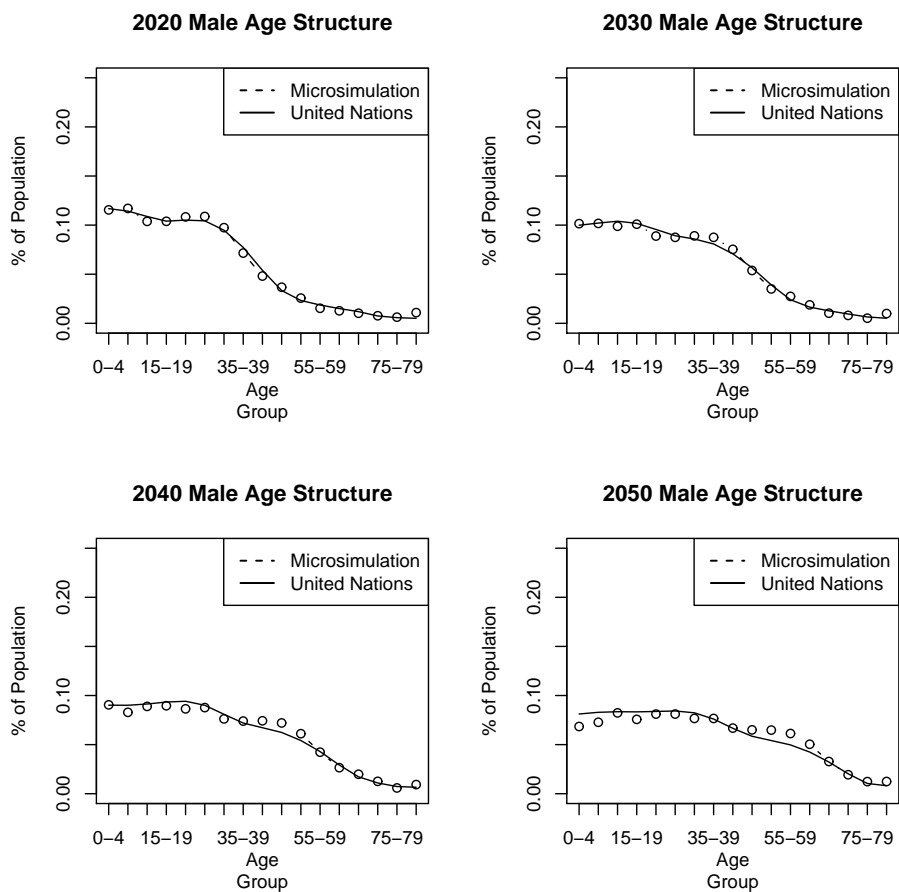 2020 Male Age Structure
Microsimulation
United Nations
% of Population
0.20
0.10
0.00
0−4 15−19 35−39 55−59 75−79
Age
Group
2030 Male Age Structure
Microsimulation
United Nations
% of Population
0.20
0.10
0.00
0−4 15−19 35−39 55−59 75−79
Age
Group
2040 Male Age Structure
Microsimulation
United Nations
% of Population
0.20
0.10
0.00
0−4 15−19 35−39 55−59 75−79
Age
Group
2050 Male Age Structure
Microsimulation
United Nations
% of Population
0.20
0.10
0.00
0−4 15−19 35−39 55−59 75−79
Age
Group